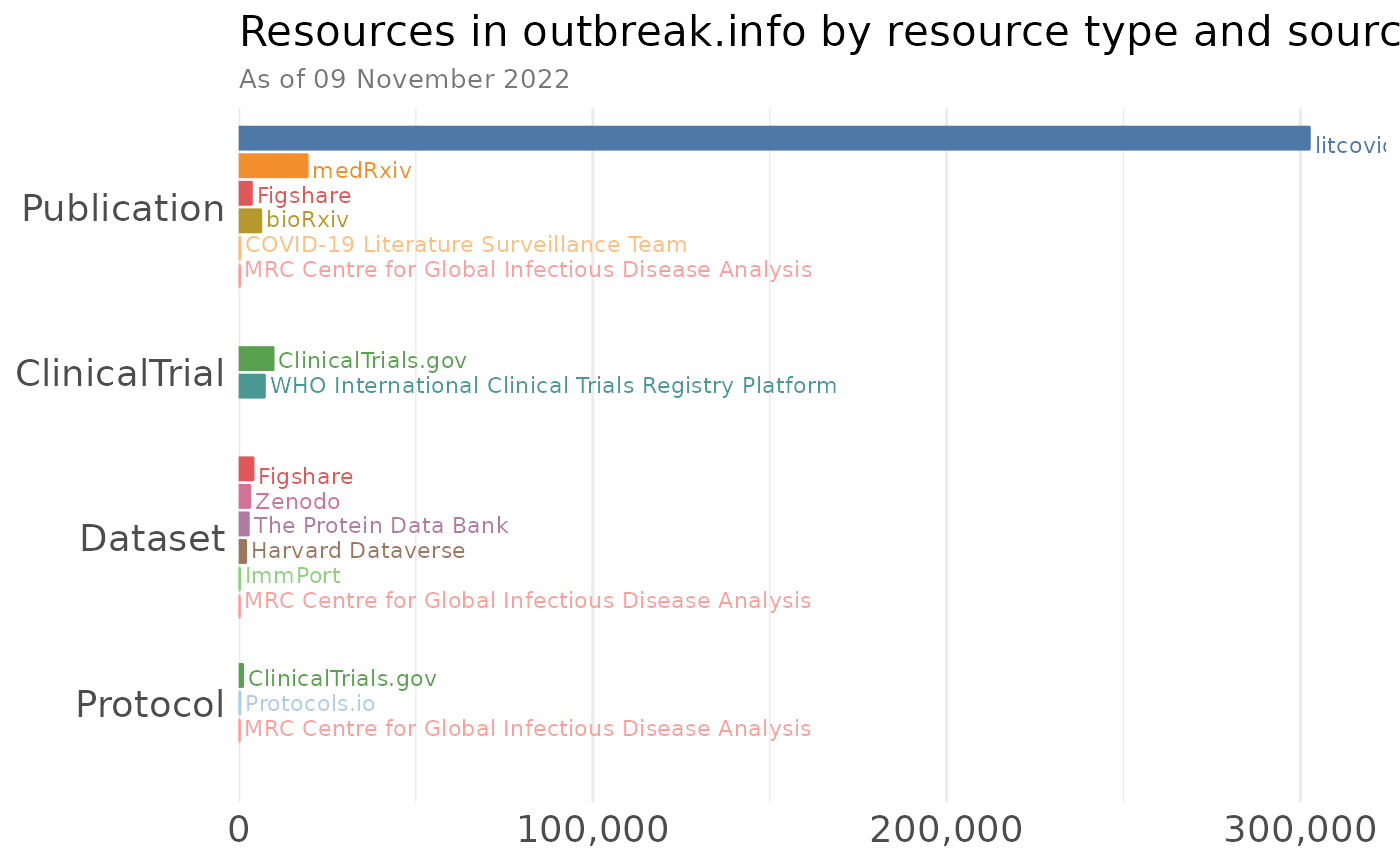 Resources in outbreak.info by resource type and sourc
As of 09 November 2022
litcovid
medRxiv
Figshare
bioRxiv
COVID-19 Literature Surveillance Team
MRC Centre for Global Infectious Disease Analysis
Publication
ClinicalTrials.gov
WHO International Clinical Trials Registry Platform
ClinicalTrial
Figshare
Zenodo
The Protein Data Bank
Harvard Dataverse
ImmPort
MRC Centre for Global Infectious Disease Analysis
Dataset
ClinicalTrials.gov
Protocols.io
MRC Centre for Global Infectious Disease Analysis
Protocol
0 100,000 200,000 300,000